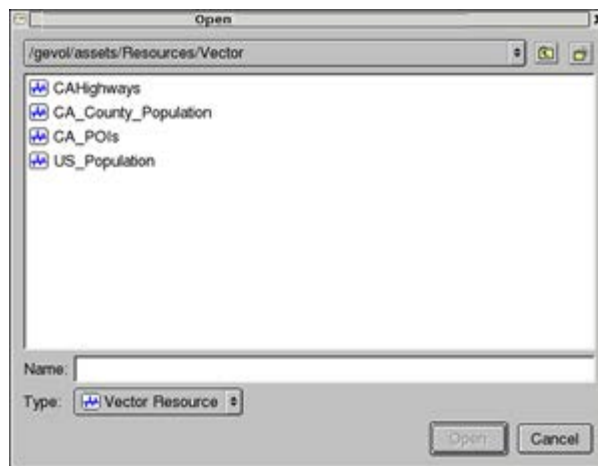 Open
/gevol/assets/Resources/Vector
CAHighways
CA_County_Population
CA_POIs
US_Population
Name:
Type: Vector Resource
Open Cancel